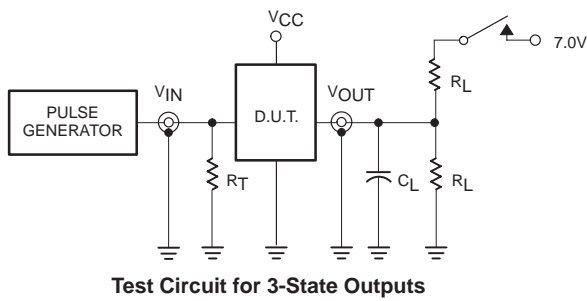 VCC
7.0V
RL
PULSE
GENERATOR
VIN
D.U.T.
VOUT
RT
CL
RL
Test Circuit for 3-State Outputs